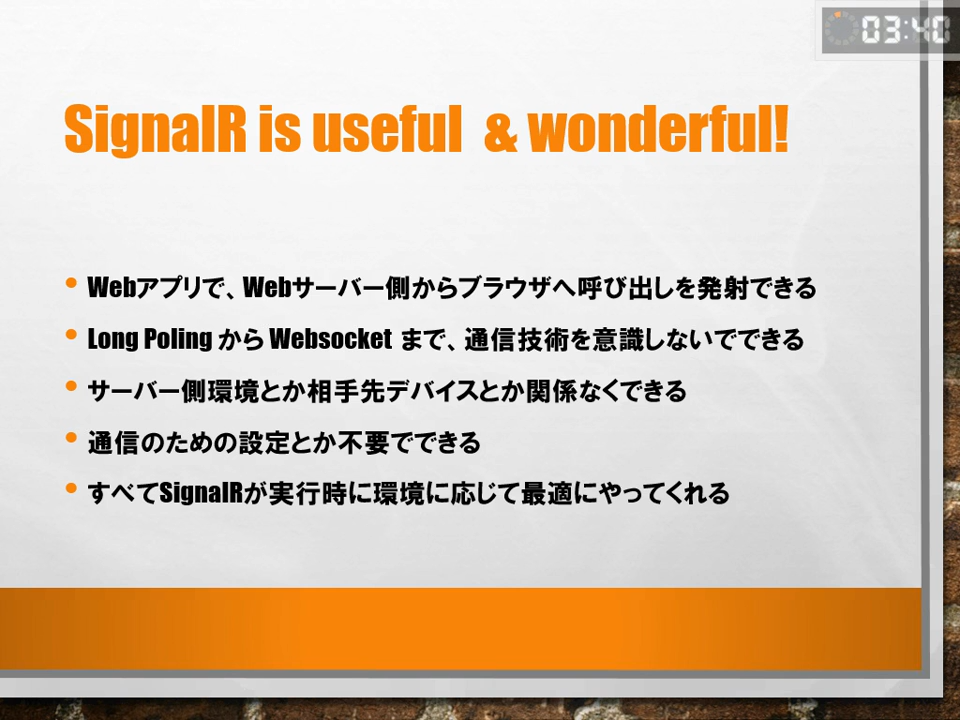 03:40
SignalR is useful & wonderful!
• Webアプリで、Webサーバー側からブラウザへ呼び出しを発射できる
• Long Poling から Websocket まで、通信技術を意識しないでできる
• サーバー側環境とか相手先デバイスとか関係なくできる
• 通信のための設定とか不要でできる
• すべてSignalRが実行時に環境に応じて最適にやってくれる